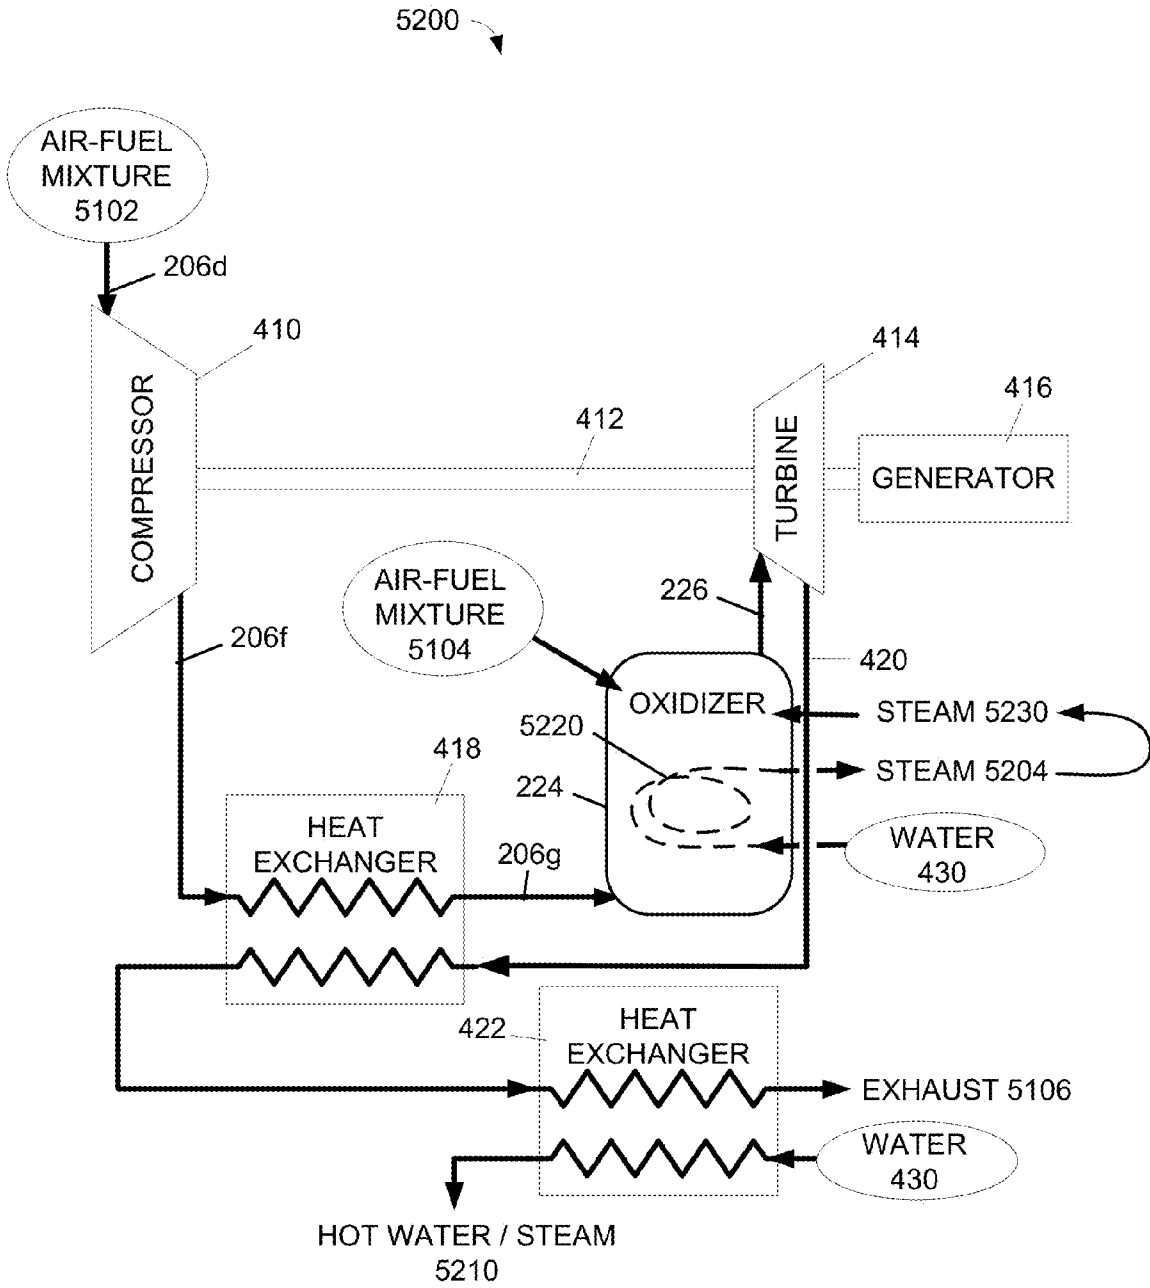 5200
AIR-FUEL
MIXTURE
5102
206d
410
COMPRESSOR
412
414
TURBINE
416
GENERATOR
AIR-FUEL
MIXTURE
5104
226
206f
420
OXIDIZER
STEAM 5230
5220
STEAM 5204
418
224
HEAT
EXCHANGER
WATER
430
206g
422
HEAT
EXCHANGER
EXHAUST 5106
WATER
430
HOT WATER / STEAM
5210